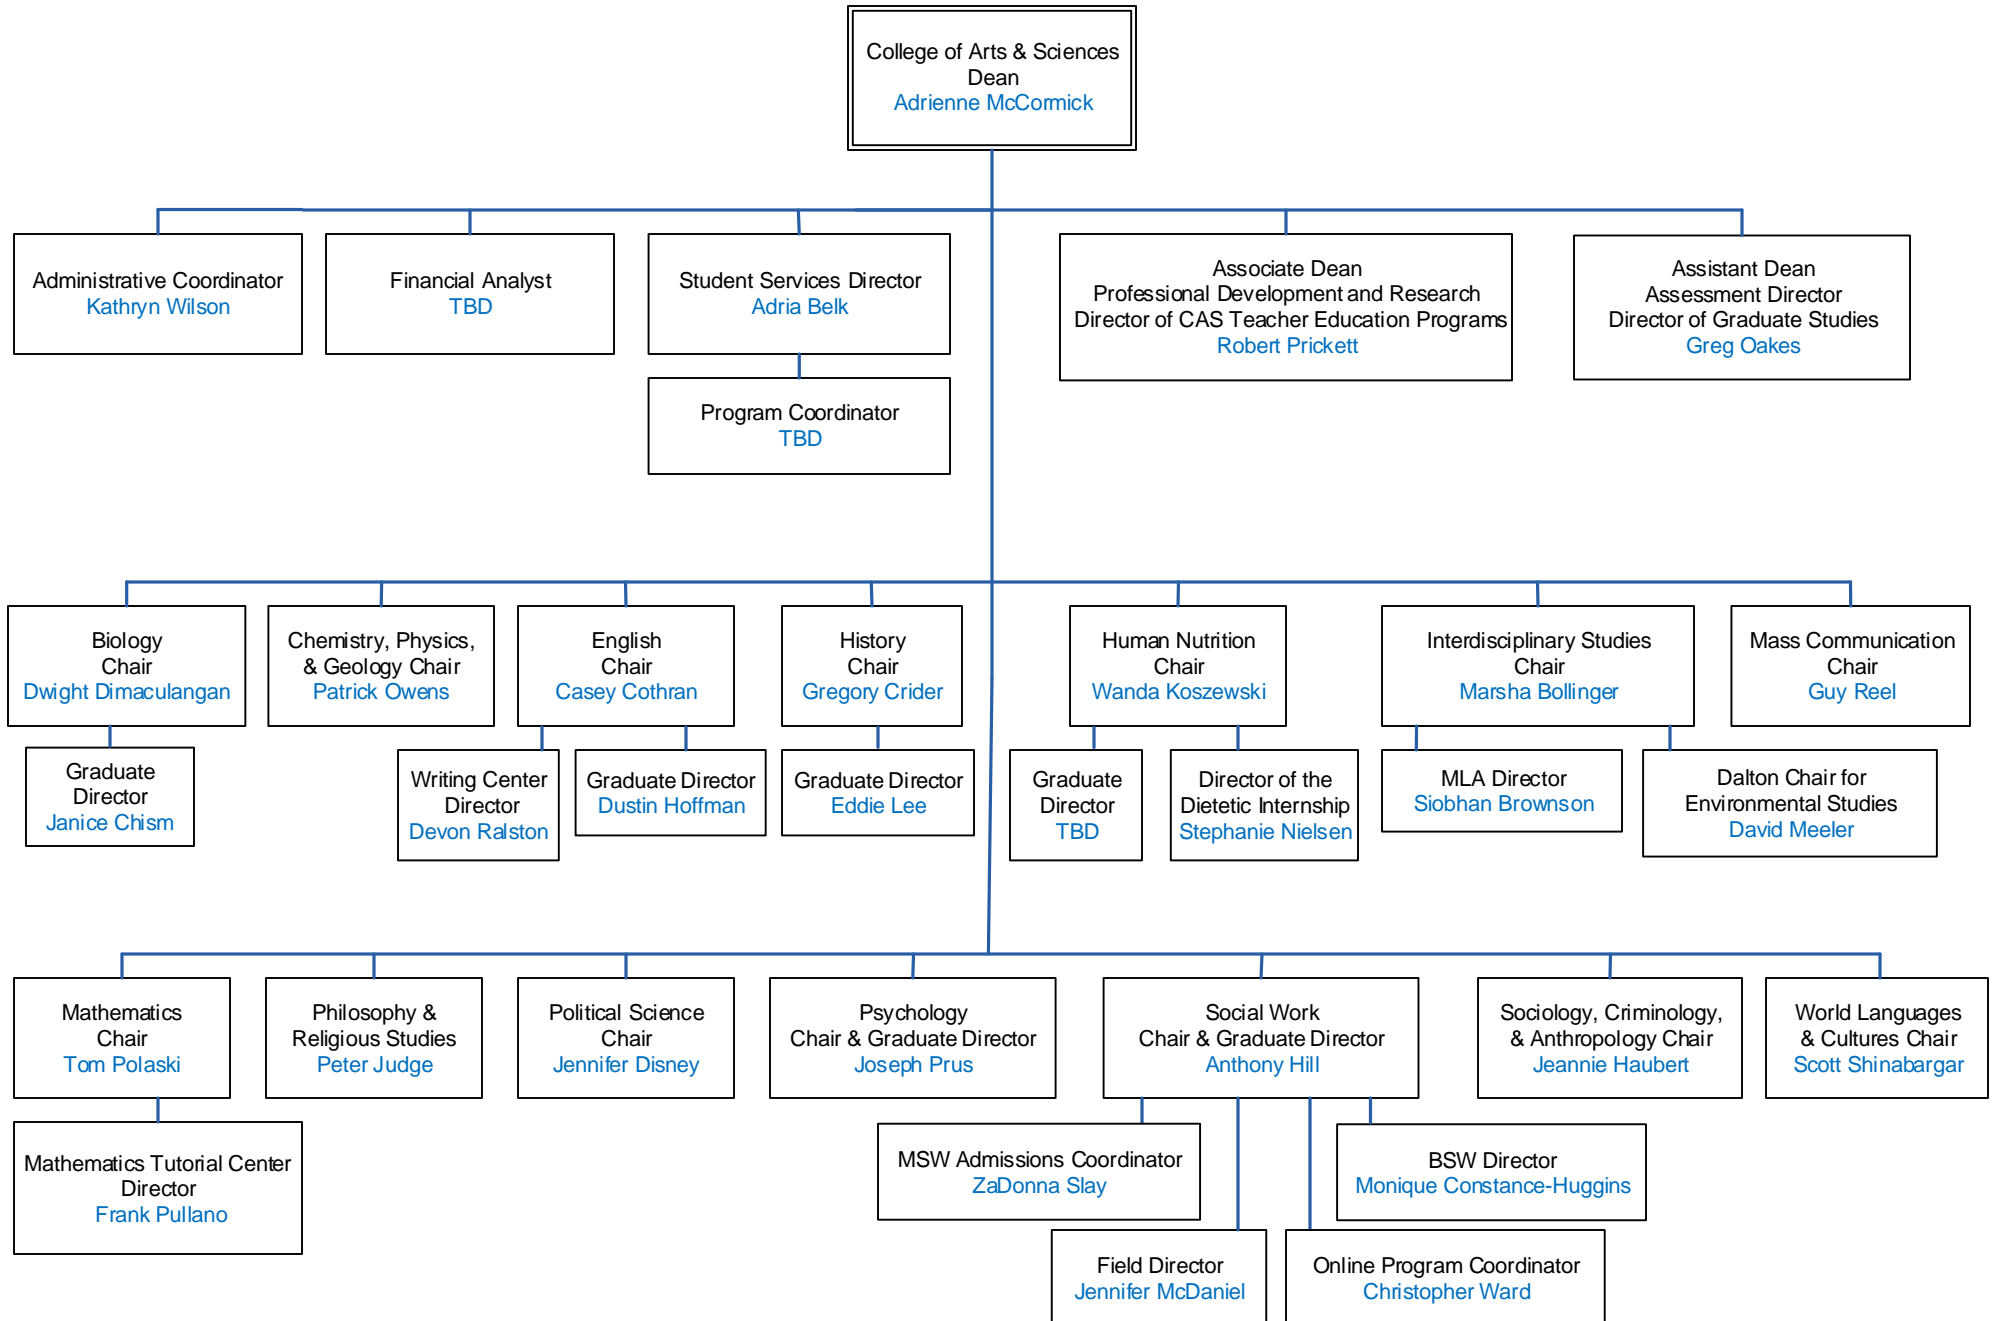 College of Arts & Sciences
Dean
Adrienne McCormick
Administrative Coordinator
Kathryn Wilson
Financial Analyst
TBD
Student Services Director
Adria Belk
Associate Dean
Professional Development and Research
Director of CAS Teacher Education Programs
Robert Prickett
Assistant Dean
Assessment Director
Director of Graduate Studies
Greg Oakes
Program Coordinator
TBD
Biology
Chair
Dwight Dimaculangan
Chemistry, Physics,
& Geology Chair
Patrick Owens
English
Chair
Casey Cothran
History
Chair
Gregory Crider
Human Nutrition
Chair
Wanda Koszewski
Interdisciplinary Studies
Chair
Marsha Bollinger
Mass Communication
Chair
Guy Reel
Graduate
Director
Janice Chism
Writing Center
Director
Devon Ralston
Graduate Director
Dustin Hoffman
Graduate Director
Eddie Lee
Graduate
Director
TBD
Director of the
Dietetic Internship
Stephanie Nielsen
MLA Director
Siobhan Brownson
Dalton Chair for
Environmental Studies
David Meeler
Mathematics
Chair
Tom Polaski
Philosophy &
Religious Studies
Peter Judge
Political Science
Chair
Jennifer Disney
Psychology
Chair & Graduate Director
Joseph Prus
Social Work
Chair & Graduate Director
Anthony Hill
Sociology, Criminology,
& Anthropology Chair
Jeannie Haubert
World Languages
& Cultures Chair
Scott Shinabargar
Mathematics Tutorial Center
Director
Frank Pullano
MSW Admissions Coordinator
ZaDonna Slay
BSW Director
Monique Constance-Huggins
Field Director
Jennifer McDaniel
Online Program Coordinator
Christopher Ward